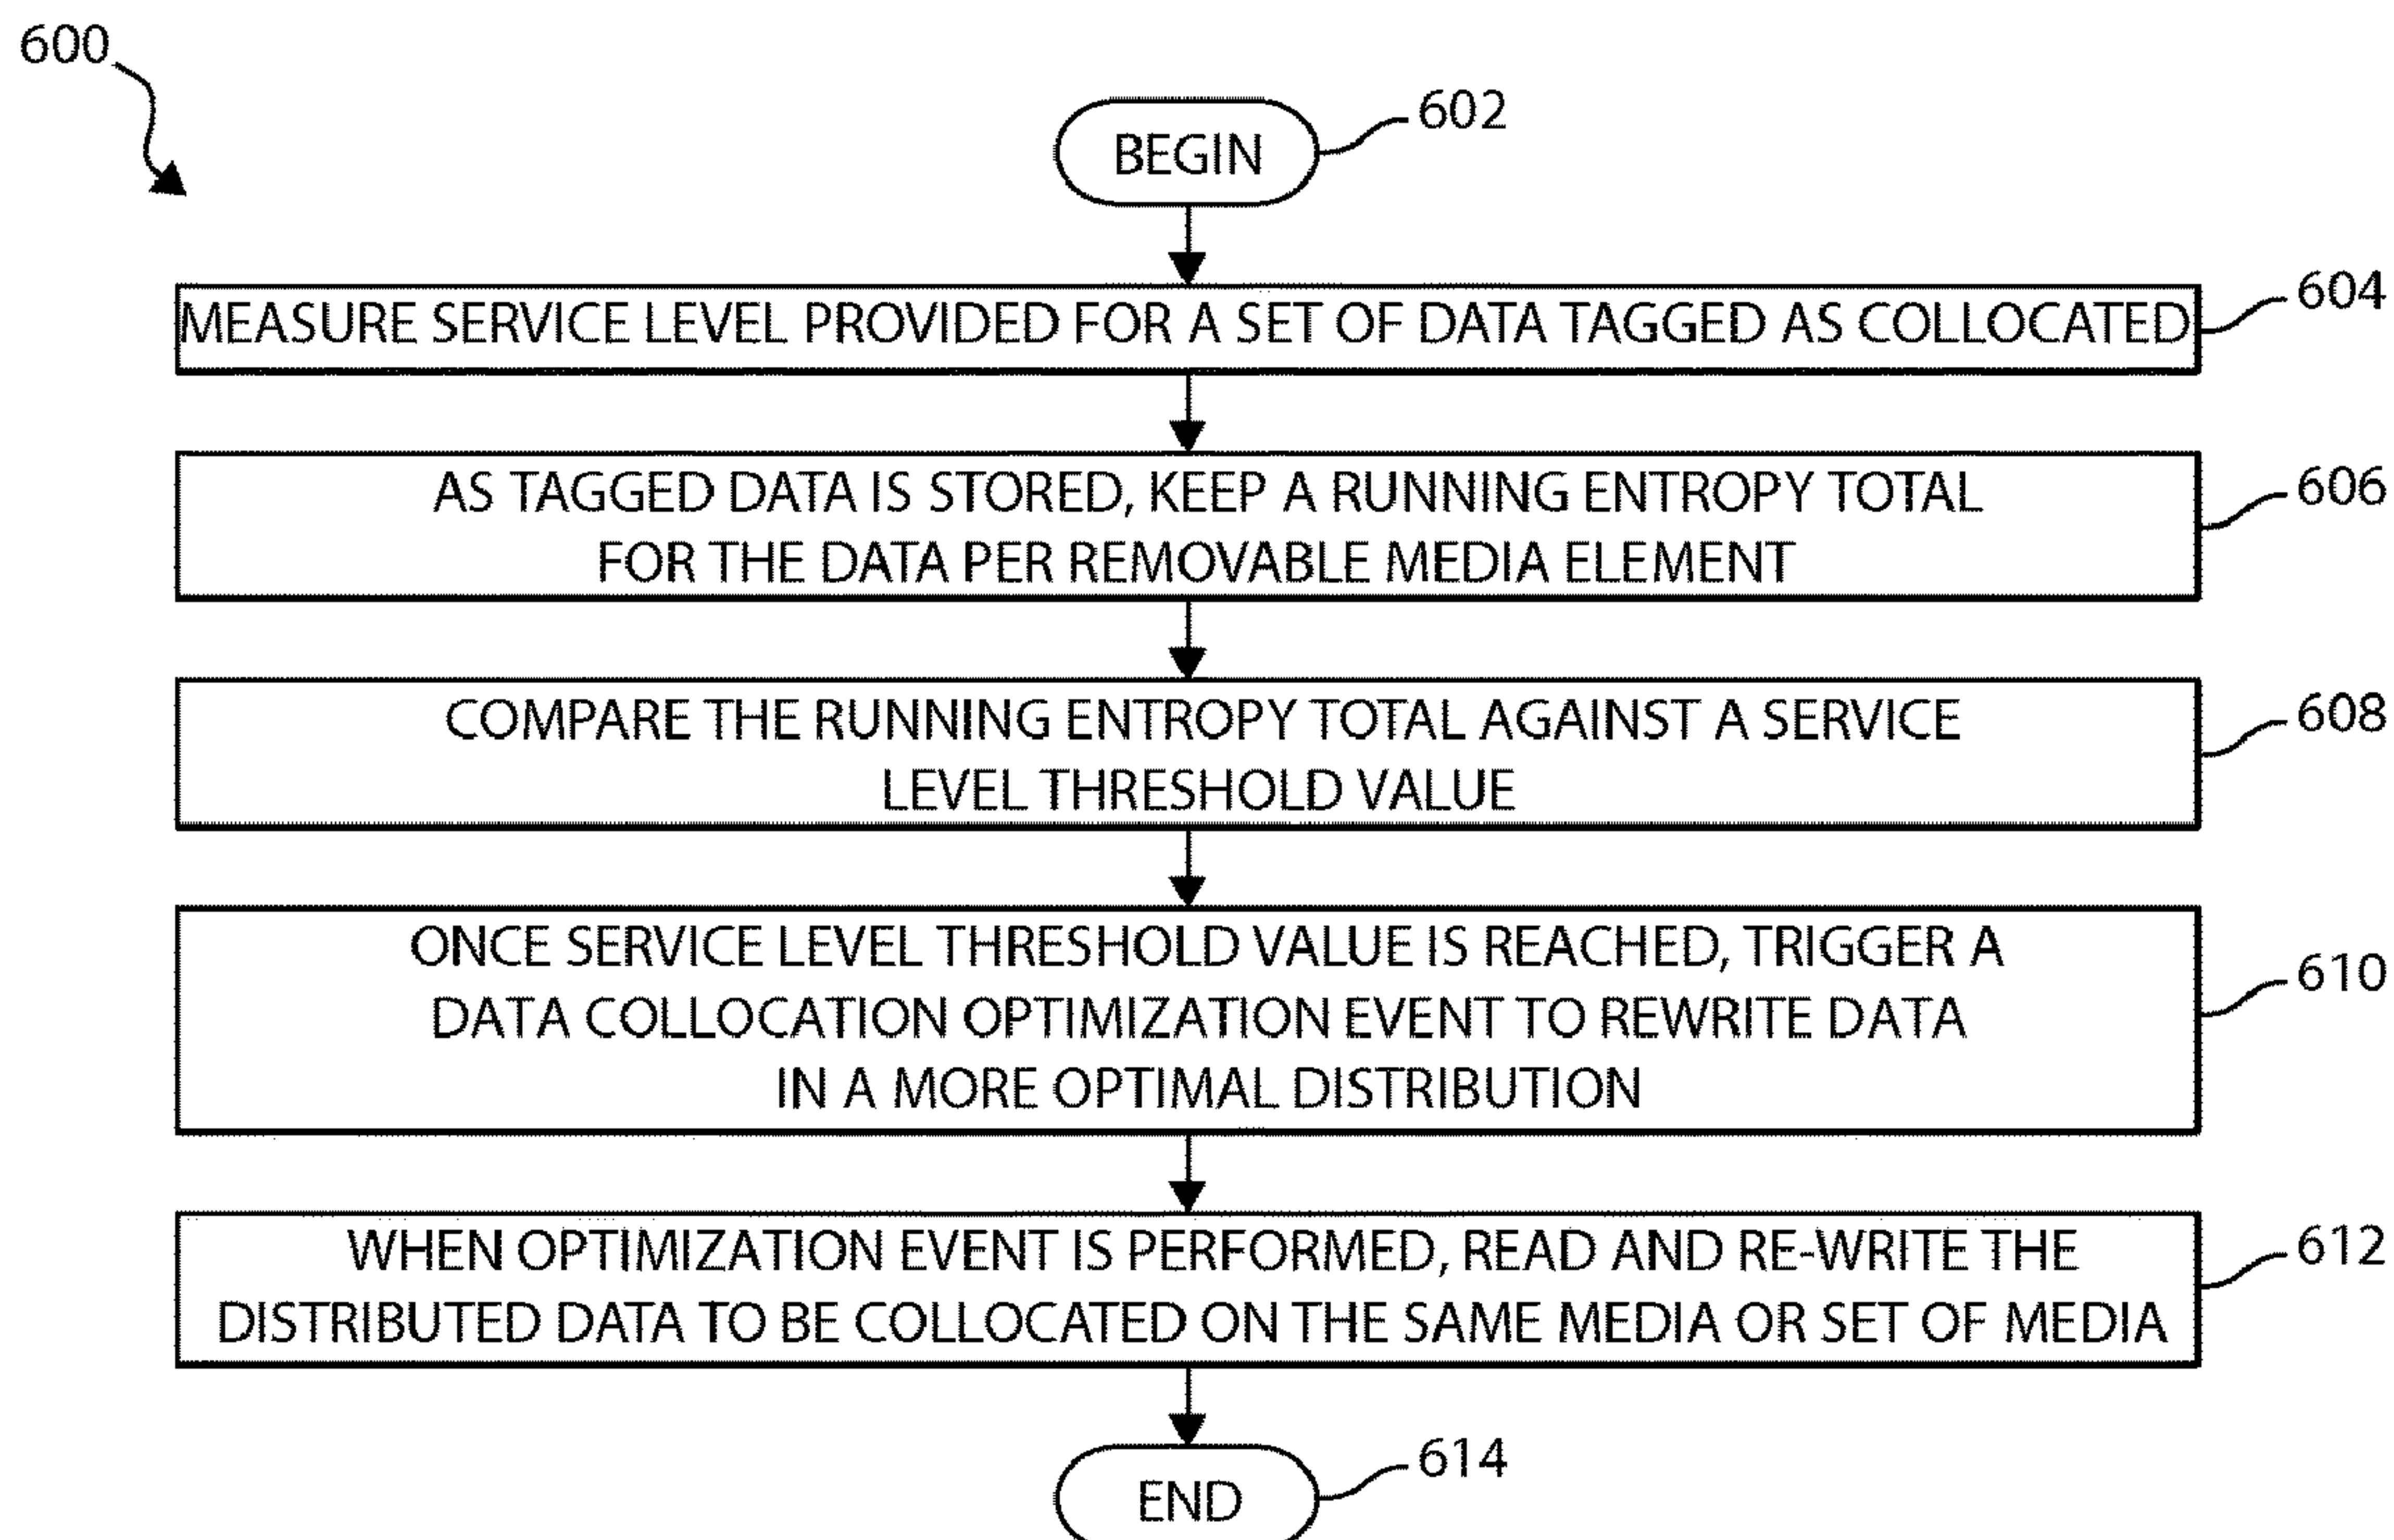 600
BEGIN
602
MEASURE SERVICE LEVEL PROVIDED FOR A SET OF DATA TAGGED AS COLLOCATED
604
AS TAGGED DATA IS STORED, KEEP A RUNNING ENTROPY TOTAL
FOR THE DATA PER REMOVABLE MEDIA ELEMENT
606
COMPARE THE RUNNING ENTROPY TOTAL AGAINST A SERVICE
LEVEL THRESHOLD VALUE
608
ONCE SERVICE LEVEL THRESHOLD VALUE IS REACHED, TRIGGER A
DATA COLLOCATION OPTIMIZATION EVENT TO REWRITE DATA
IN A MORE OPTIMAL DISTRIBUTION
610
WHEN OPTIMIZATION EVENT IS PERFORMED, READ AND RE-WRITE THE
DISTRIBUTED DATA TO BE COLLOCATED ON THE SAME MEDIA OR SET OF MEDIA
612
END
614